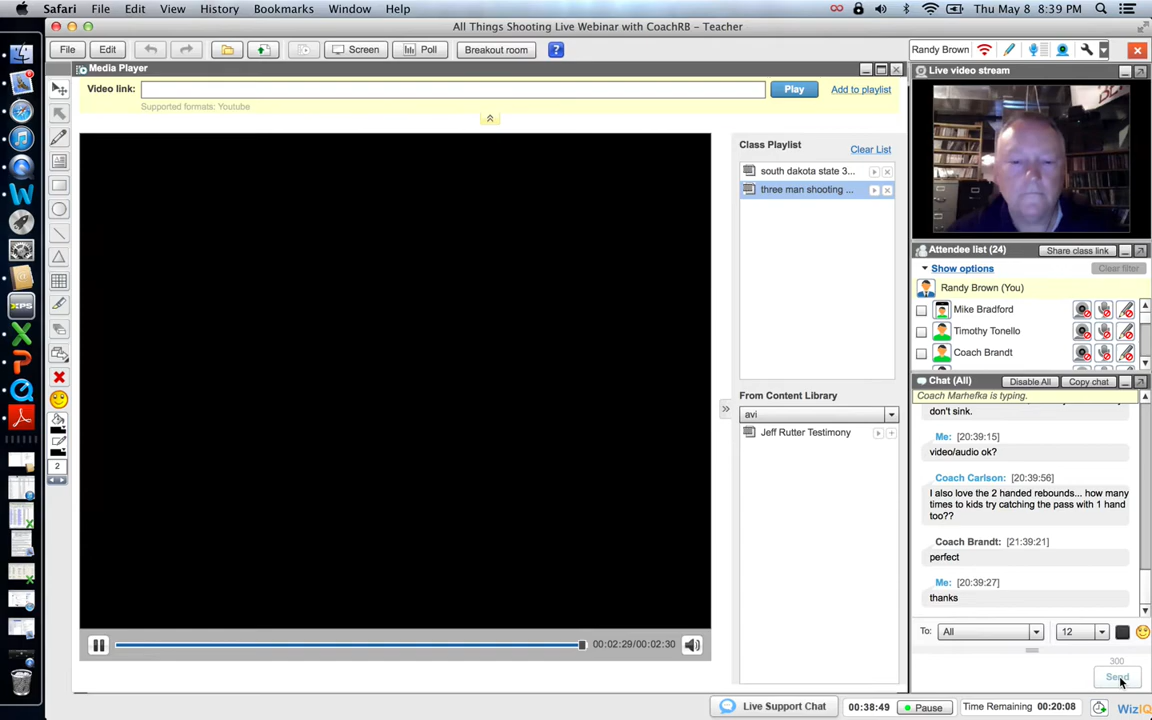 Safari File Edit View History Bookmarks Window Help Thu May 8 8:39 PM
All Things Shooting Live Webinar with CoachRB - Teacher
File Edit Screen Poll Breakout room ? Randy Brown
Media Player
Live video stream
Video link: Play Add to playlist
Supported formats: Youtube
Class Playlist Clear List
south dakota state 3...
three man shooting ...
From Content Library
avi
Jeff Rutter Testimony
00:02:29/00:02:30
Attendee list (24) Share class link
Show options Clear filter
Randy Brown (You)
Mike Bradford
Timothy Tonello
Coach Brandt
Chat (All) Disable All Copy chat
Coach Marhefka is typing.
don't sink.
Me: [20:39:15]
video/audio ok?
Coach Carlson: [20:39:56]
I also love the 2 handed rebounds... how many
times to kids try catching the pass with 1 hand
too??
Coach Brandt: [21:39:21]
perfect
Me: [20:39:27]
thanks
To: All 12
300
Send
2
XPS
Live Support Chat 00:38:49 Pause Time Remaining 00:20:08 WizIQ